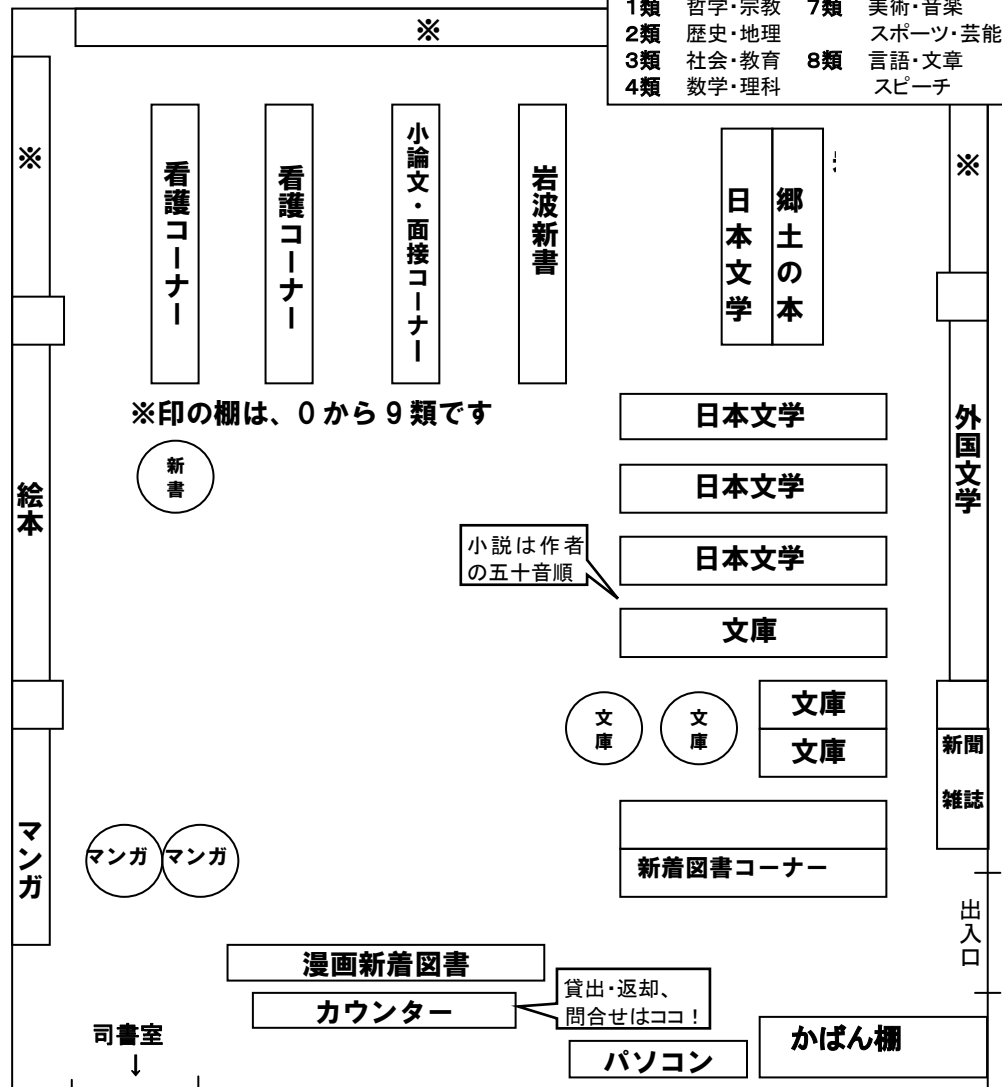 1類 哲学・宗教 7類 美術・音楽
2類 歴史・地理 スポーツ・芸能
3類 社会・教育 8類 言語・文章
4類 数学・理科 スピーチ
※
※
看護コーナー
看護コーナー
小論文・面接コーナー
岩波新書
日本文学
郷土の本
※
※印の棚は、0から9類です
新書
絵本
日本文学
日本文学
日本文学
外国文学
小説は作者
の五十音順
文庫
文庫
文庫
文庫
文庫
新聞
雑誌
マンガ
マンガ
マンガ
新着図書コーナー
出入口
漫画新着図書
カウンター
貸出・返却、
問合せはココ！
司書室
↓
パソコン
かばん棚